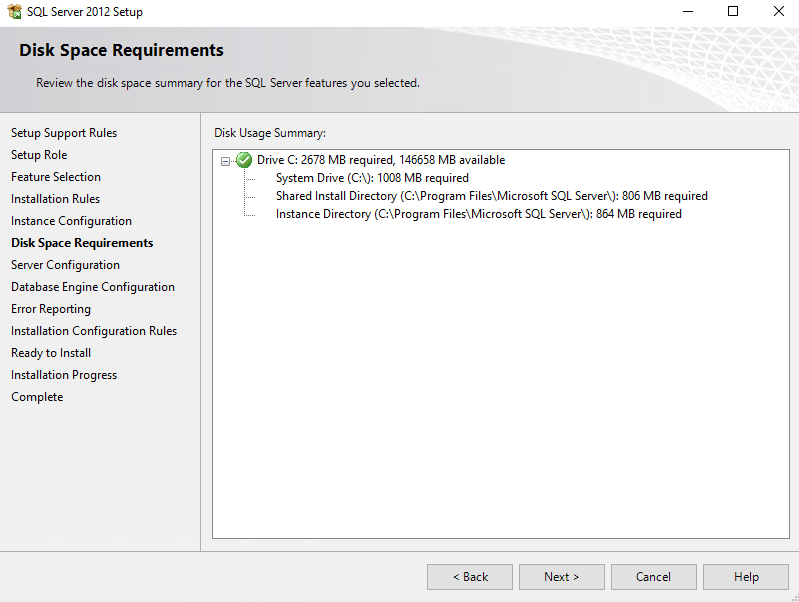 SQL Server 2012 Setup
Disk Space Requirements
Review the disk space summary for the SQL Server features you selected.
Setup Support Rules
Setup Role
Feature Selection
Installation Rules
Instance Configuration
Disk Space Requirements
Server Configuration
Database Engine Configuration
Error Reporting
Installation Configuration Rules
Ready to Install
Installation Progress
Complete
Disk Usage Summary:
Drive C: 2678 MB required, 146658 MB available
System Drive (C:\): 1008 MB required
Shared Install Directory (C:\Program Files\Microsoft SQL Server\): 806 MB required
Instance Directory (C:\Program Files\Microsoft SQL Server\): 864 MB required
< Back
Next >
Cancel
Help